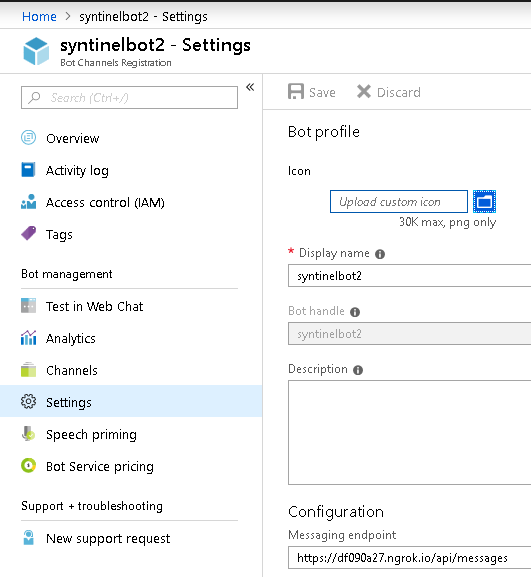 Home > syntinelbot2 - Settings
syntinelbot2 - Settings
Bot Channels Registration
Search (Ctrl+/)
«
Overview
Activity log
Access control (IAM)
Tags
Bot management
Test in Web Chat
Analytics
Channels
Settings
Speech priming
Bot Service pricing
Support + troubleshooting
New support request
Save
Discard
Bot profile
Icon
Upload custom icon
30K max, png only
* Display name
syntinelbot2
Bot handle
syntinelbot2
Description
Configuration
Messaging endpoint
https://df090a27.ngrok.io/api/messages